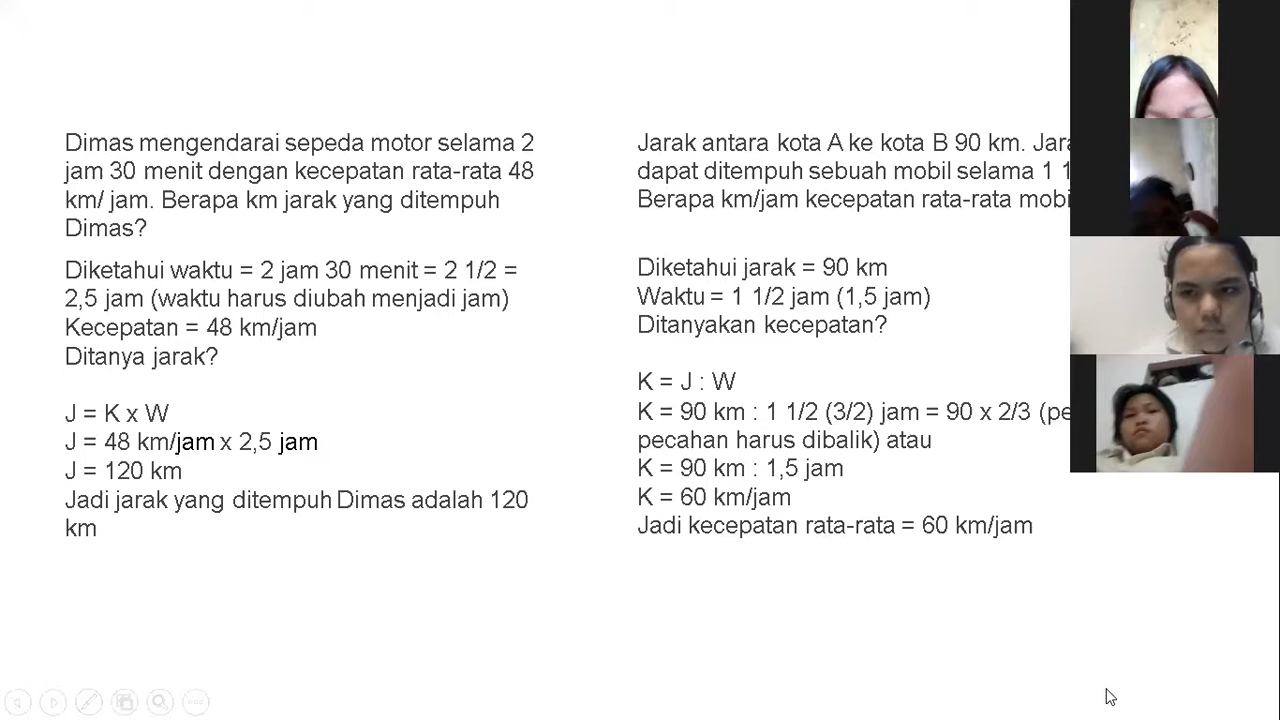 Dimas mengendarai sepeda motor selama 2
jam 30 menit dengan kecepatan rata-rata 48
km/ jam. Berapa km jarak yang ditempuh
Dimas?
Diketahui waktu = 2 jam 30 menit = 2 1/2 =
2,5 jam (waktu harus diubah menjadi jam)
Kecepatan = 48 km/jam
Ditanya jarak?
J = K x W
J = 48 km/jam x 2,5 jam
J = 120 km
Jadi jarak yang ditempuh Dimas adalah 120
km
Jarak antara kota A ke kota B 90 km.
dapat ditempuh sebuah mobil selama 1
Berapa km/jam kecepatan rata-rata
Diketahui jarak = 90 km
Waktu = 1 1/2 jam (1,5 jam)
Ditanyakan kecepatan?
K = J : W
K = 90 km : 1 1/2 (3/2) jam = 90 x 2/3
pecahan harus dibalik) atau
K = 90 km : 1,5 jam
K = 60 km/jam
Jadi kecepatan rata-rata = 60 km/jam